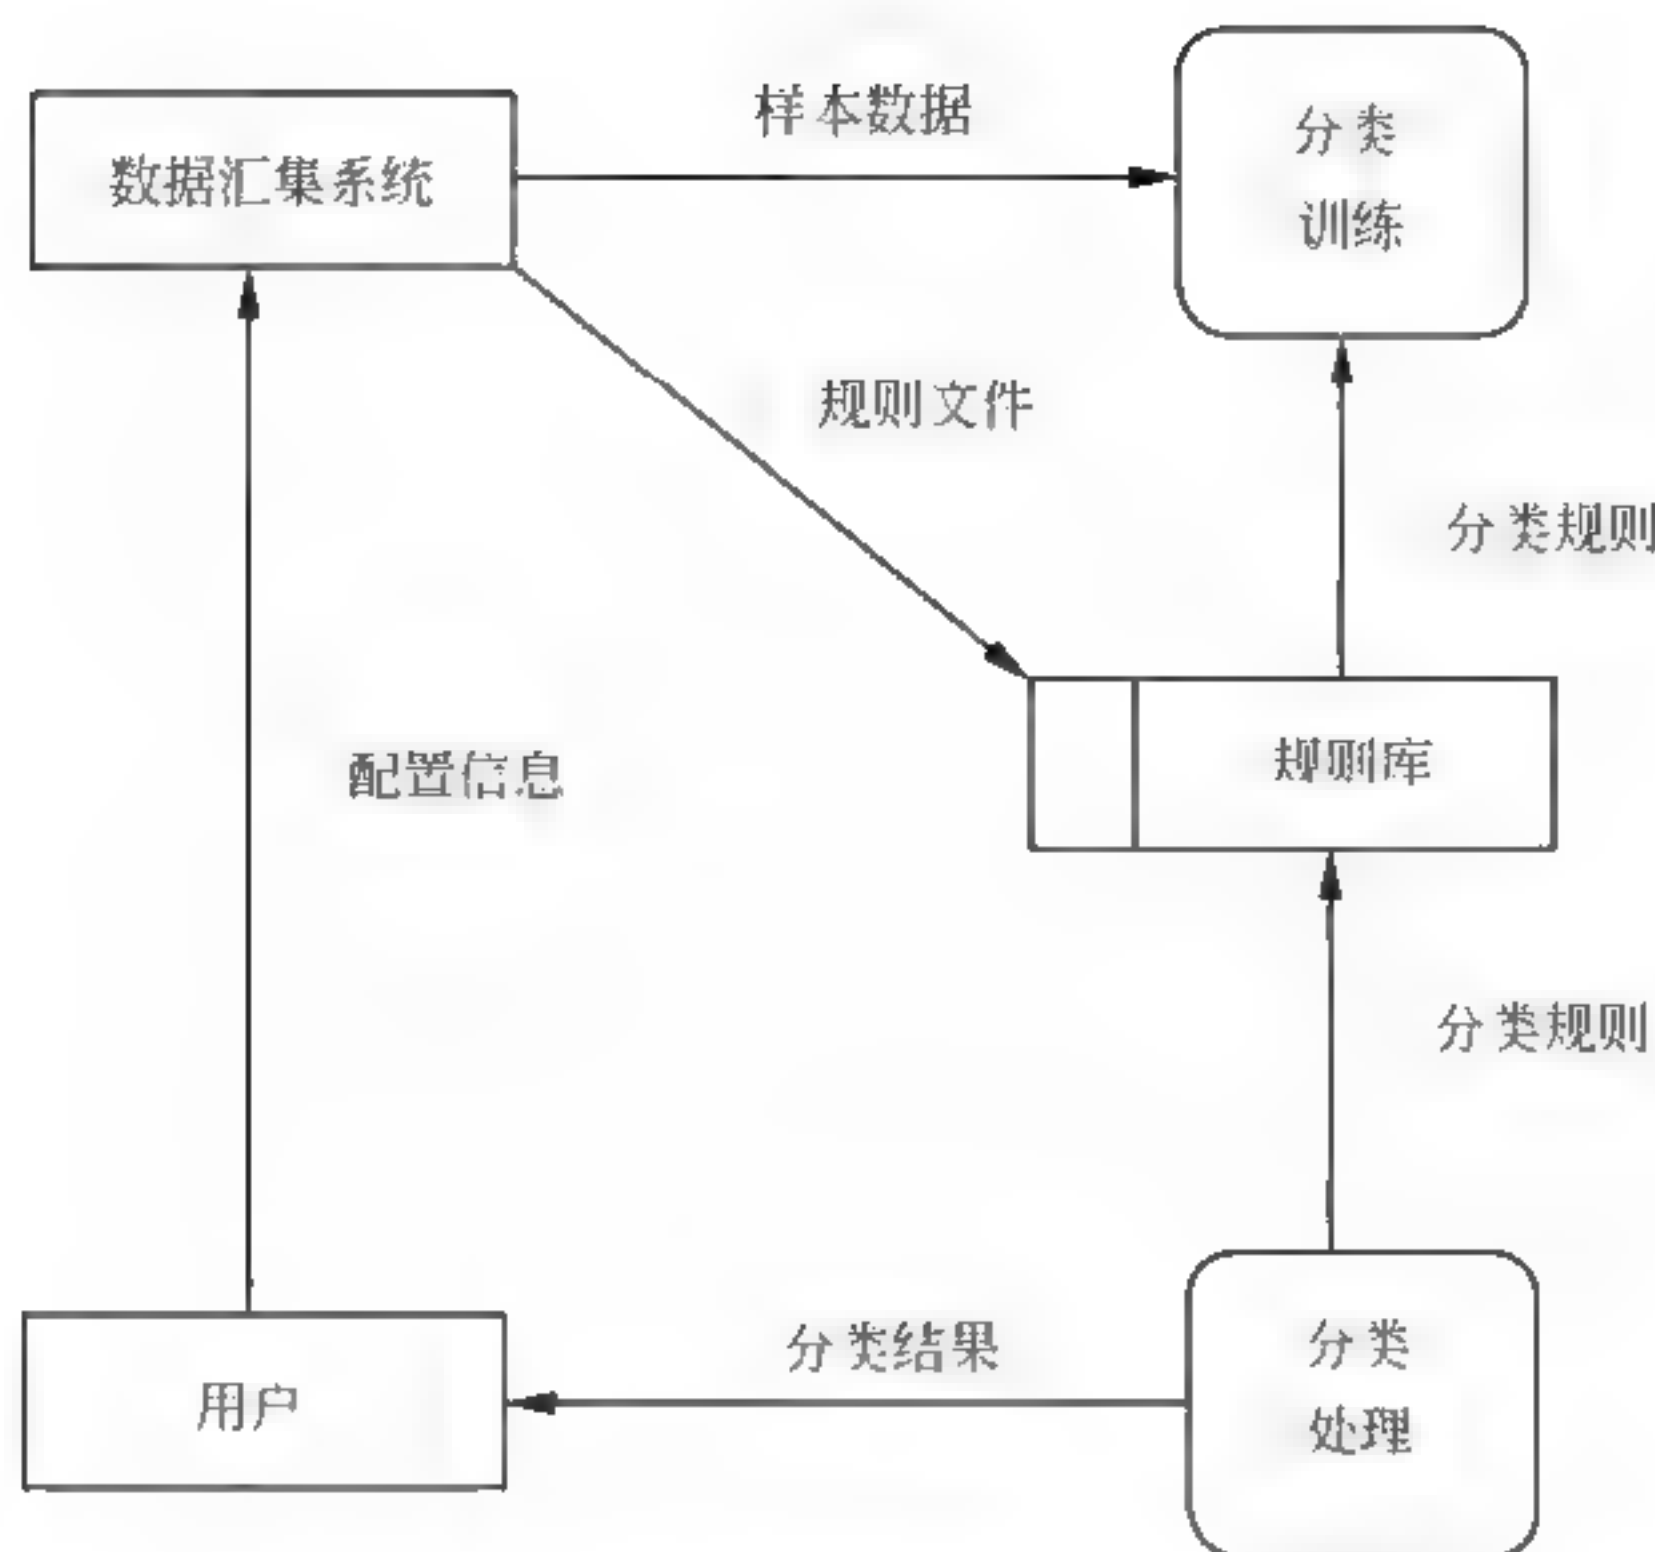 样本数据
分类
训练
数据汇集系统
规则文件
分类规则
配置信息
规则库
分类规则
分类结果
分类
处理
用户